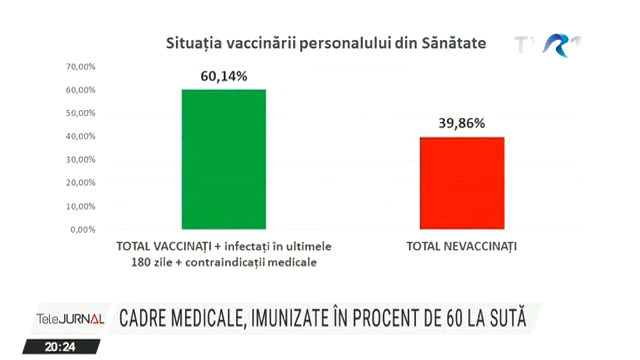 Situația vaccinării personalului din Sănătate
TVR1
70,00%
60,00%
50,00%
40,00%
30,00%
20,00%
10,00%
0,00%
60,14%
39,86%
TOTAL VACCINAȚI + infectați în ultimele
180 zile + contraindicații medicale
TOTAL NEVACCINAȚI
TeleJURNAL
CADRE MEDICALE, IMUNIZATE ÎN PROCENT DE 60 LA SUTĂ
20:24